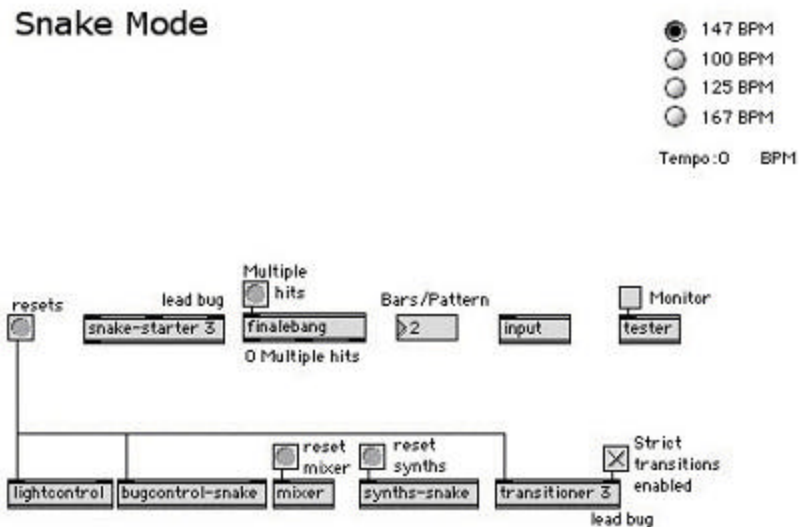 Snake Mode
147 BPM
100 BPM
125 BPM
167 BPM
Tempo:0 BPM
resets
lead bug
snake-starter 3
Multiple
hits
finalebang
0 Multiple hits
Bars/Pattern
2
input
Monitor
tester
lightcontrol
bugcontrol-snake
reset
mixer
mixer
reset
synths
synths-snake
transitioner 3
Strict
transitions
enabled
lead bug